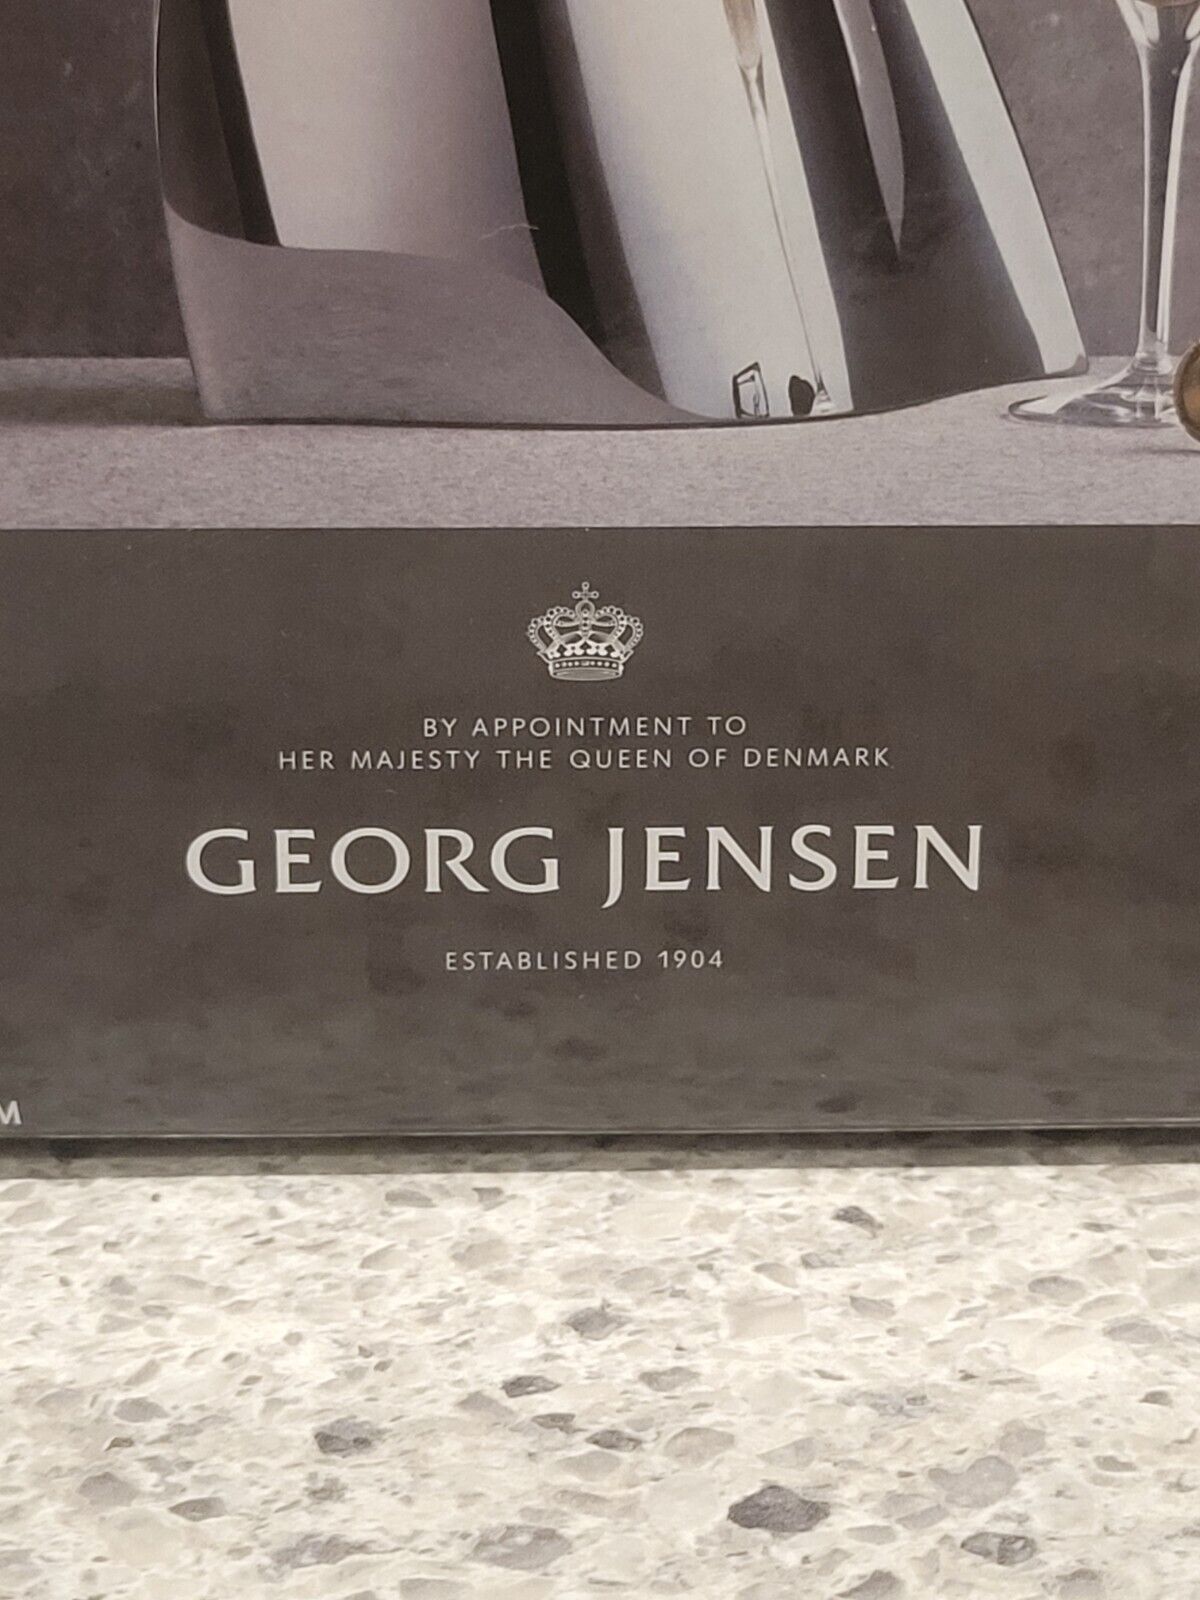 BY APPOINTMENT TO
HER MAJESTY THE QUEEN OF DENMARK
GEORG JENSEN
ESTABLISHED 1904
M